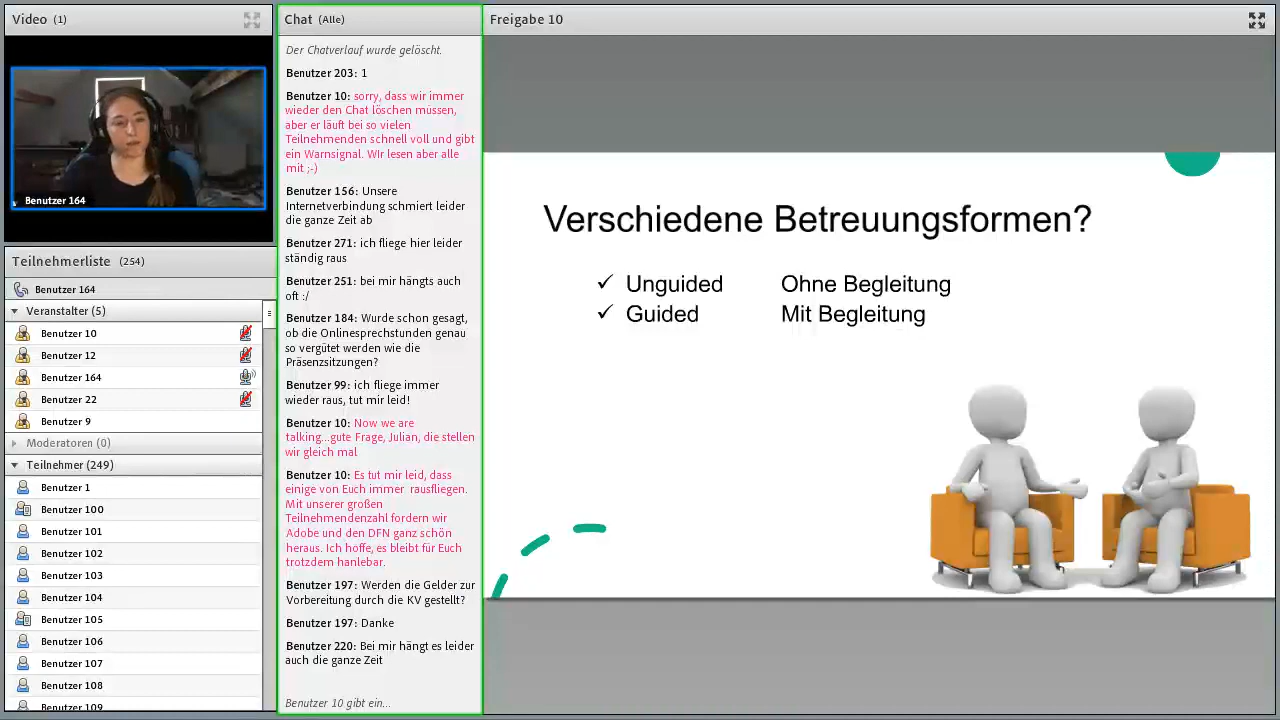 Video (1)
Benutzer 164
Teilnehmerliste (254)
Benutzer 164
Veranstalter (5)
Benutzer 10
Benutzer 12
Benutzer 164
Benutzer 22
Benutzer 9
Moderatoren (0)
Teilnehmer (249)
Benutzer 1
Benutzer 100
Benutzer 101
Benutzer 102
Benutzer 103
Benutzer 104
Benutzer 105
Benutzer 106
Benutzer 107
Benutzer 108
Benutzer 109
Chat (Alle)
Der Chatverlauf wurde gelöscht.
Benutzer 203: 1
Benutzer 10: sorry, dass wir immer
wieder den Chat löschen müssen,
aber er läuft bei so vielen
Teilnehmenden schnell voll und gibt
ein Warnsignal. WIr lesen aber alle
mit ;-)
Benutzer 156: Unsere
Internetverbindung schmiert leider
die ganze Zeit ab
Benutzer 271: ich fliege hier leider
ständig raus
Benutzer 251: bei mir hängts auch
oft :/
Benutzer 184: Wurde schon gesagt,
ob die Onlinesprechstunden genau
so vergütet werden wie die
Präsenzsitzungen?
Benutzer 99: ich fliege immer
wieder raus, tut mir leid!
Benutzer 10: Now we are
talking...gute Frage, Julian, die stellen
wir gleich mal
Benutzer 10: Es tut mir leid, dass
einige von Euch immer rausfliegen.
Mit unserer großen
Teilnehmendenzahl fordern wir
Adobe und den DFN ganz schön
heraus. Ich hoffe, es bleibt für Euch
trotzdem hanlebar.
Benutzer 197: Werden die Gelder zur
Vorbereitung durch die KV gestellt?
Benutzer 197: Danke
Benutzer 220: Bei mir hängt es leider
auch die ganze Zeit
Benutzer 10 gibt ein...
Freigabe 10
Verschiedene Betreuungsformen?
✓ Unguided Ohne Begleitung
✓ Guided Mit Begleitung